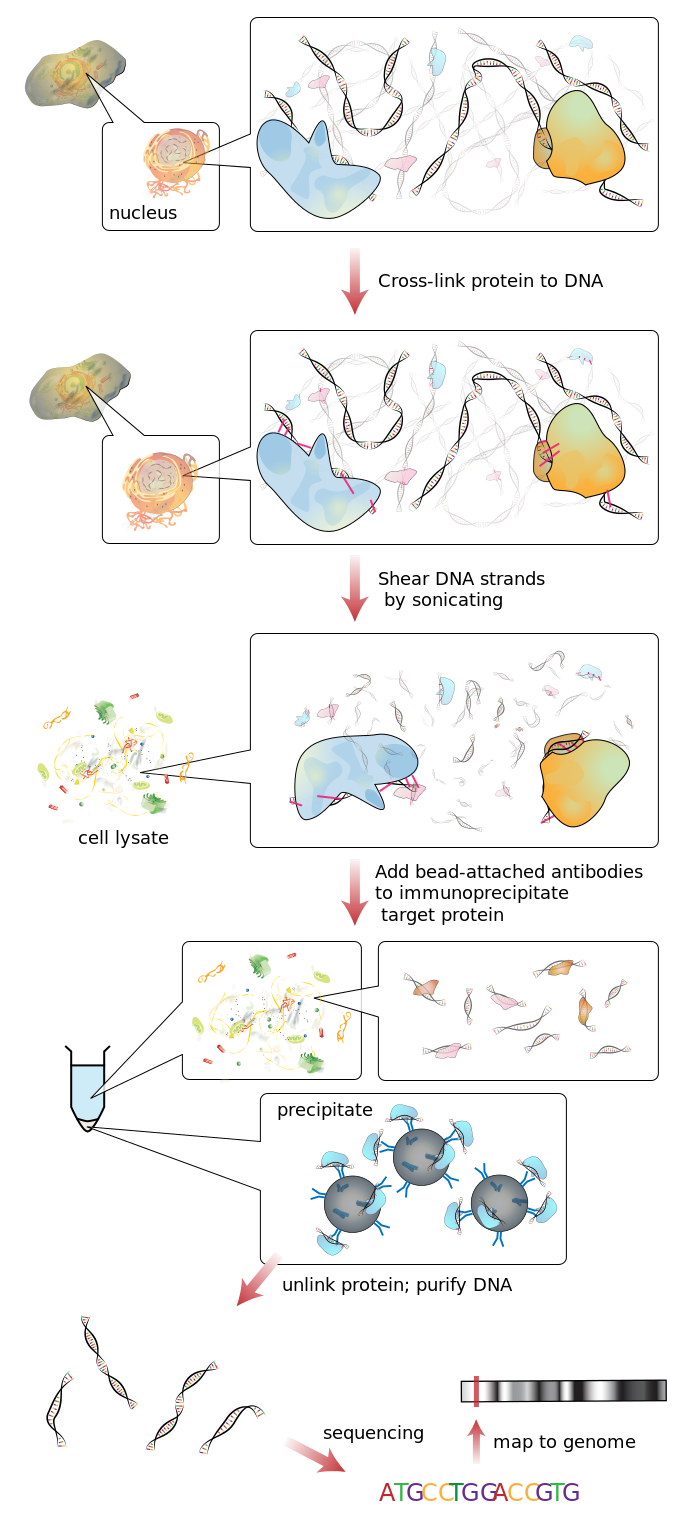 nucleus
Cross-link protein to DNA
Shear DNA strands
by sonicating
cell lysate
Add bead-attached antibodies
to immunoprecipitate
target protein
precipitate
unlink protein; purify DNA
sequencing
map to genome
ATGCCTGGACCGTG